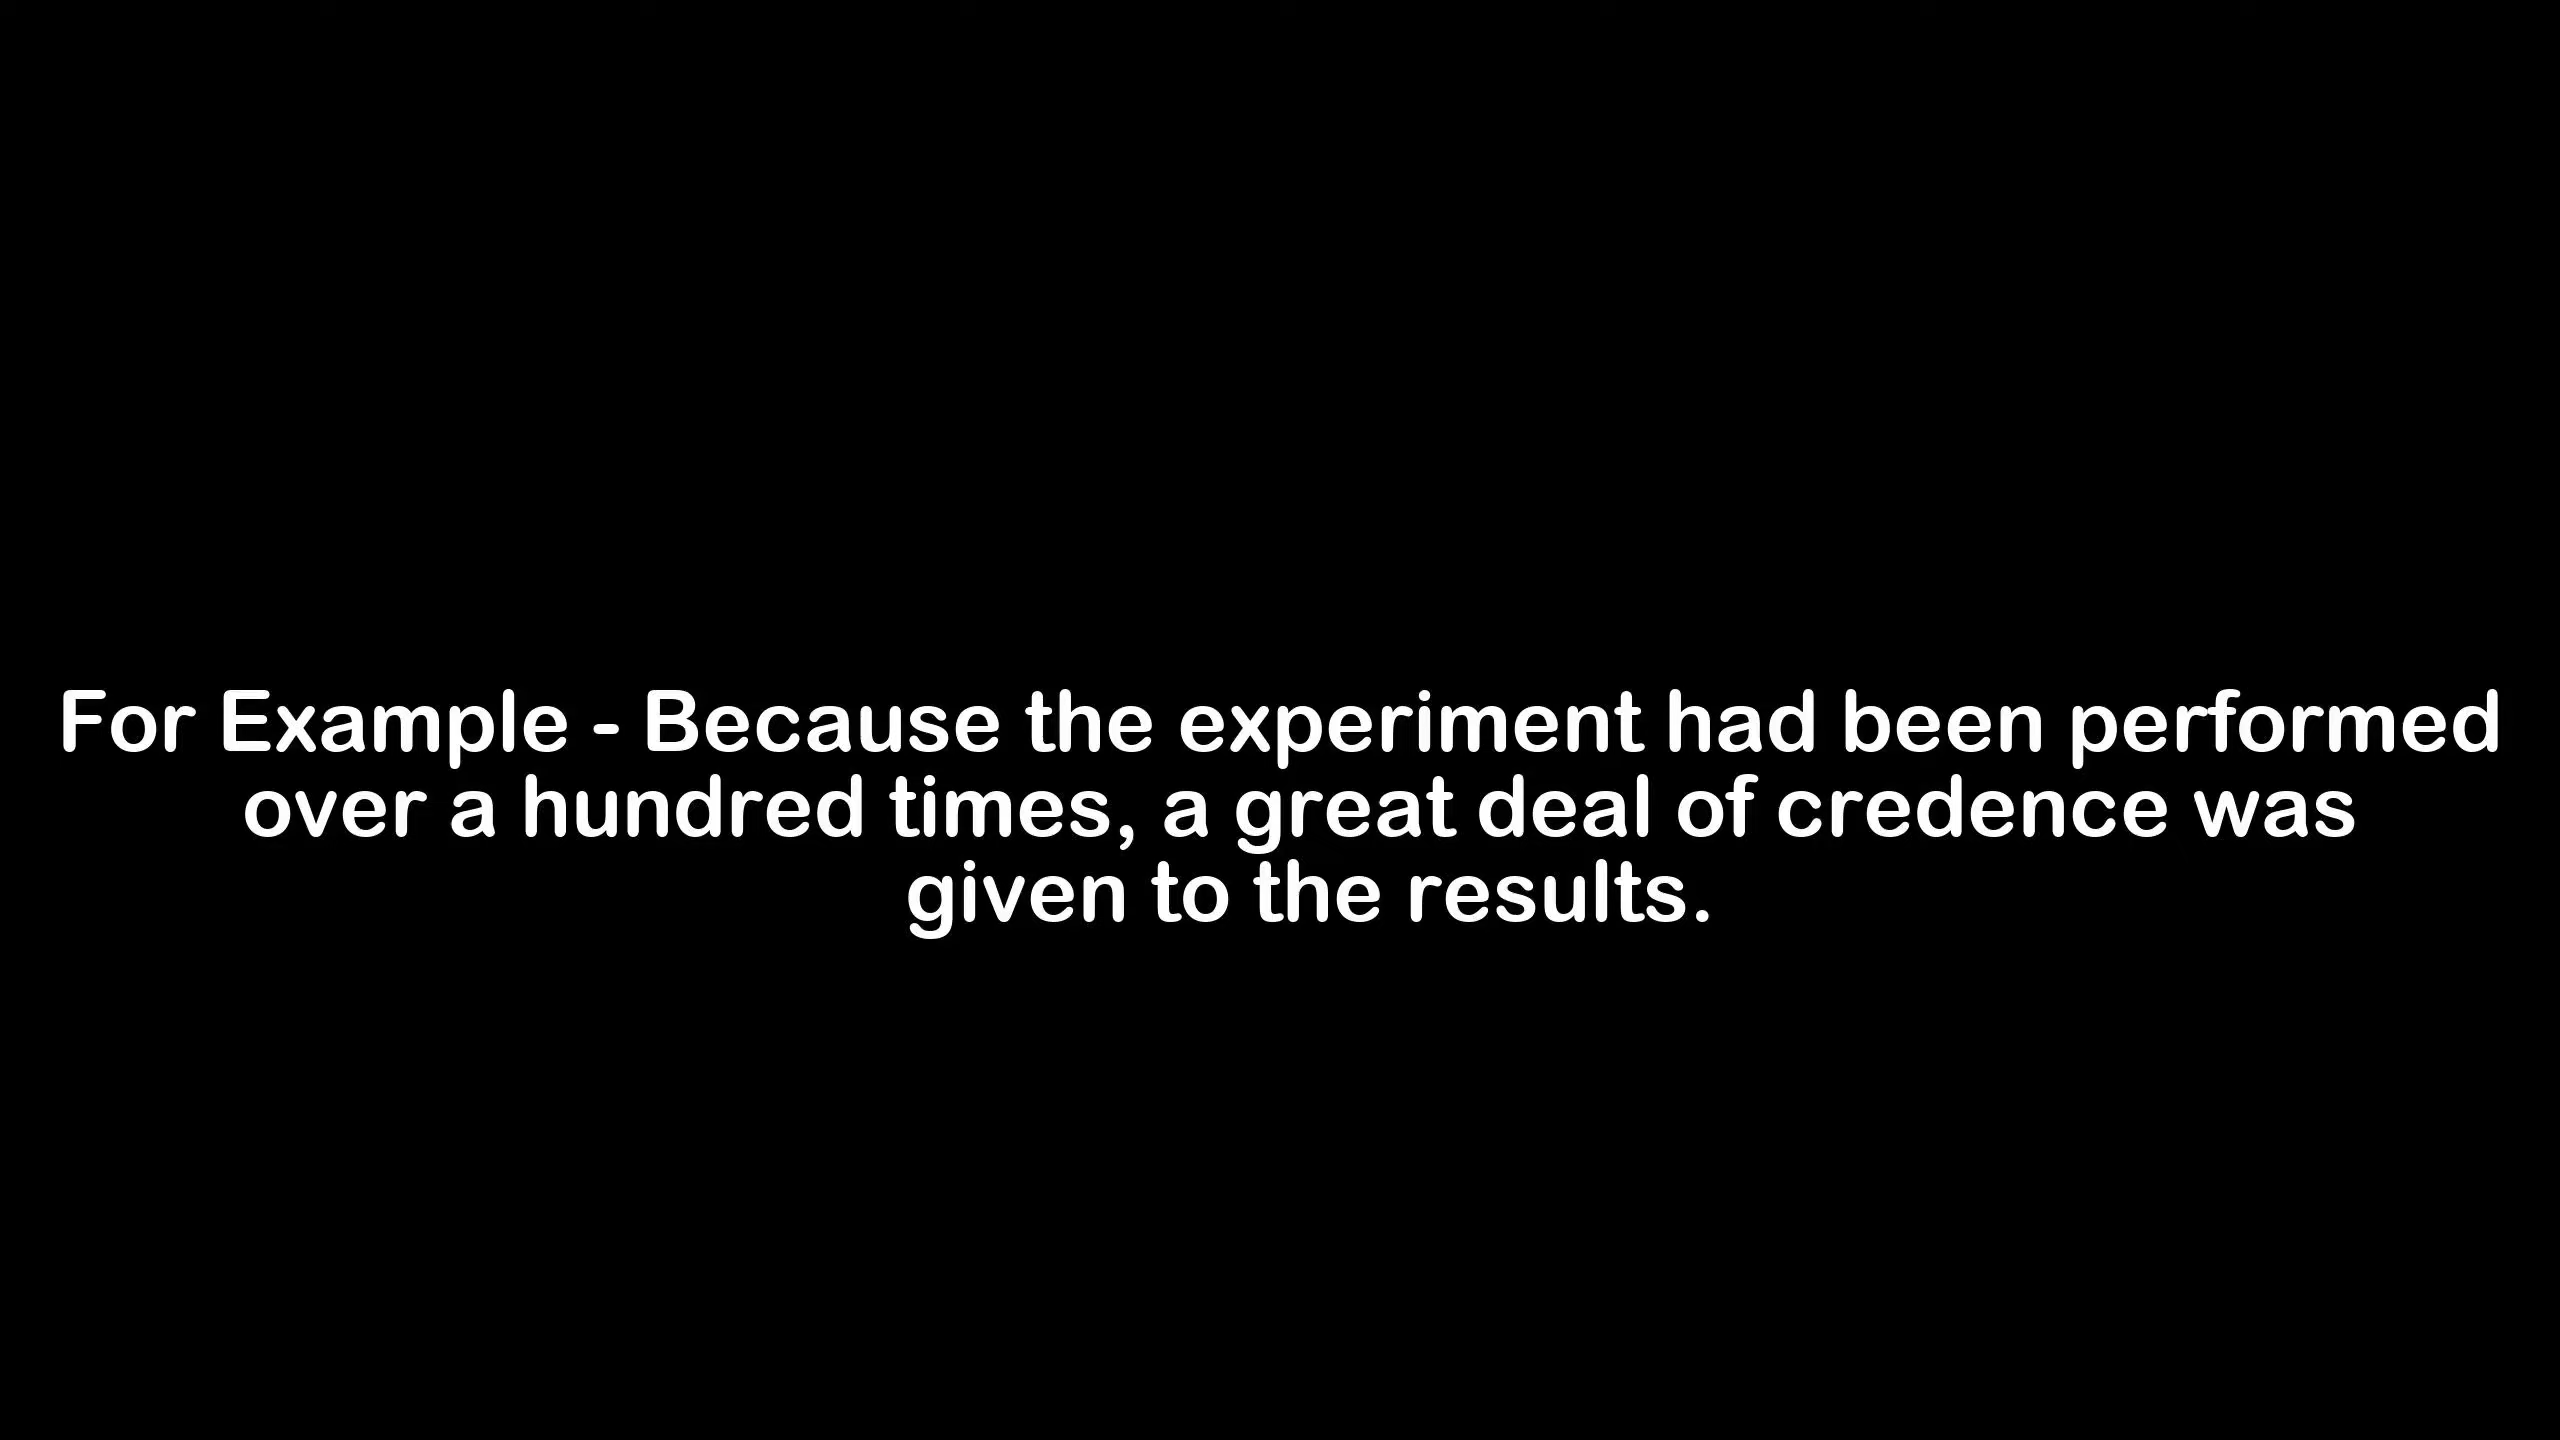 For Example - Because the experiment had been performed
over a hundred times, a great deal of credence was
given to the results.